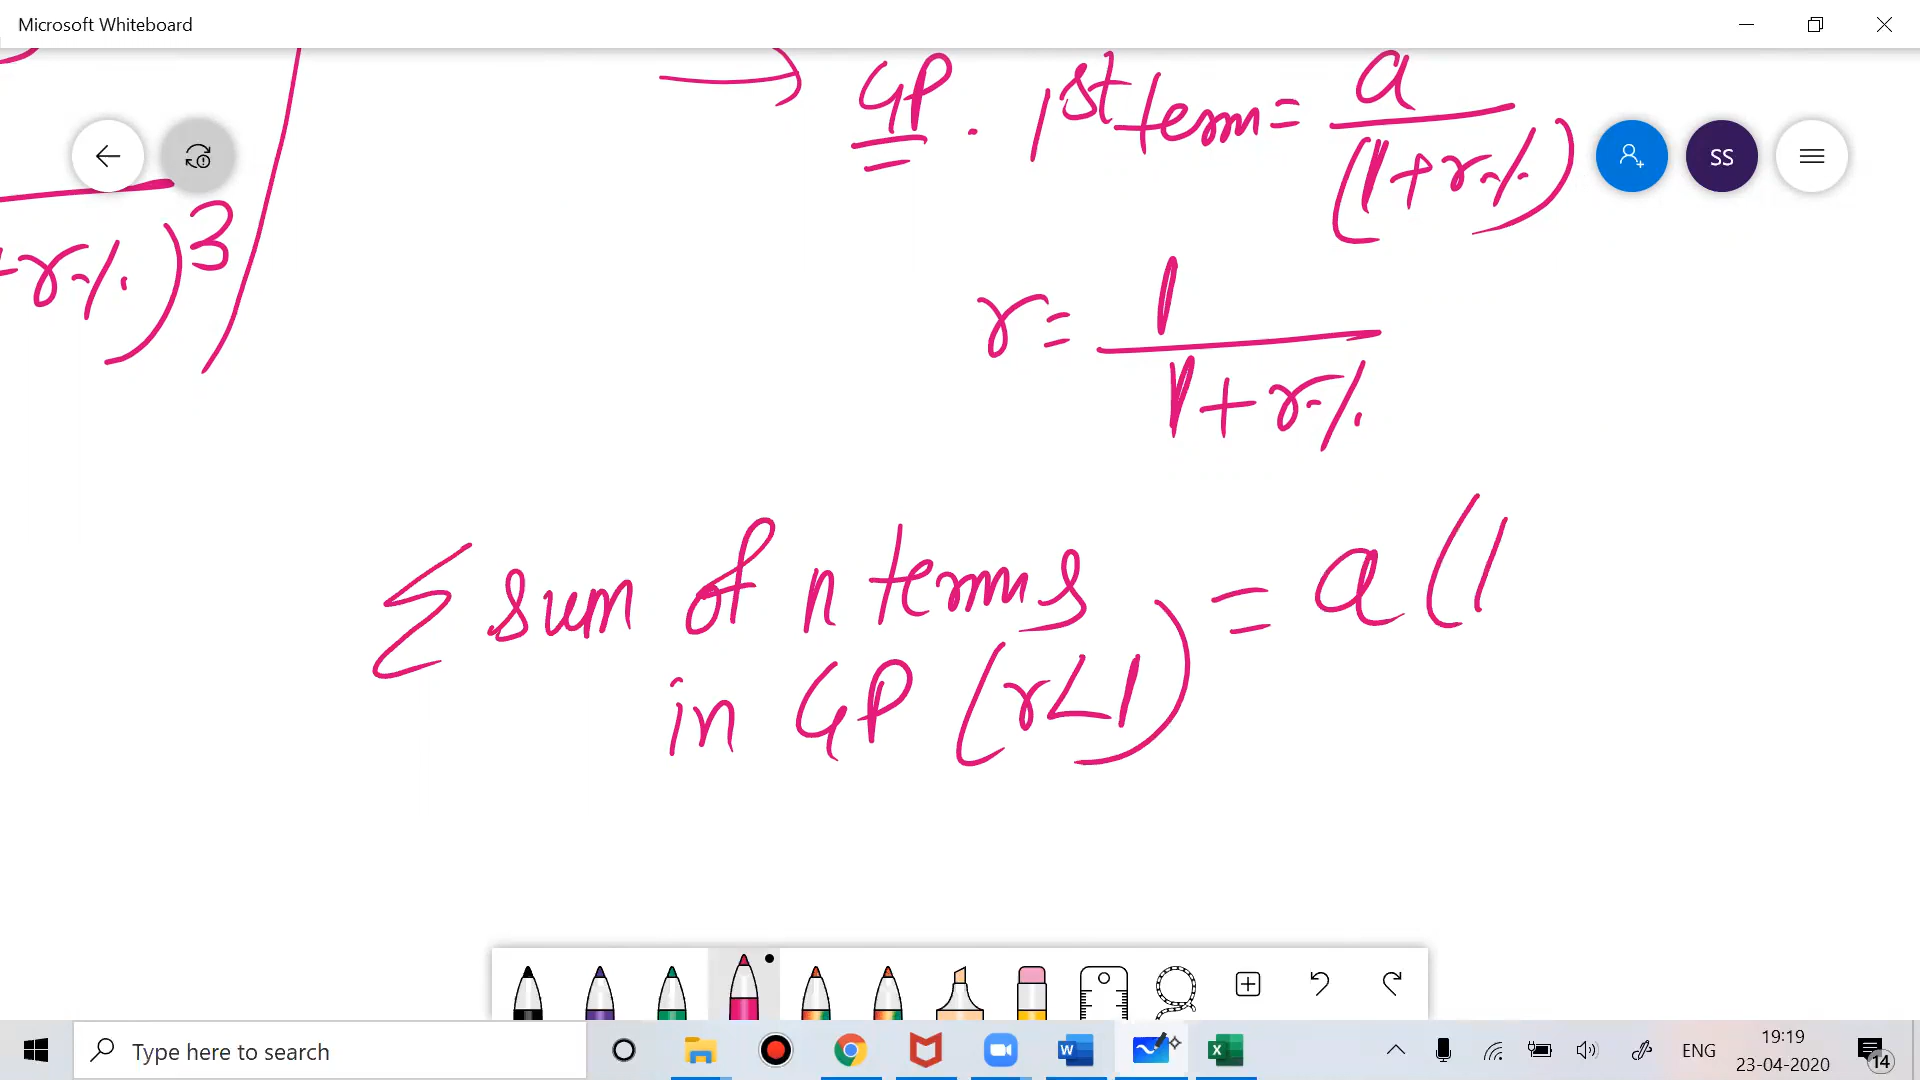 Microsoft Whiteboard
→ GP. 1st term = a
(1+r%)
SS
+r%)3
r= 1
1+r%
Σ sum of n terms = a(1
in GP (r<1)
Type here to search
ENG
19:19
23-04-2020
14